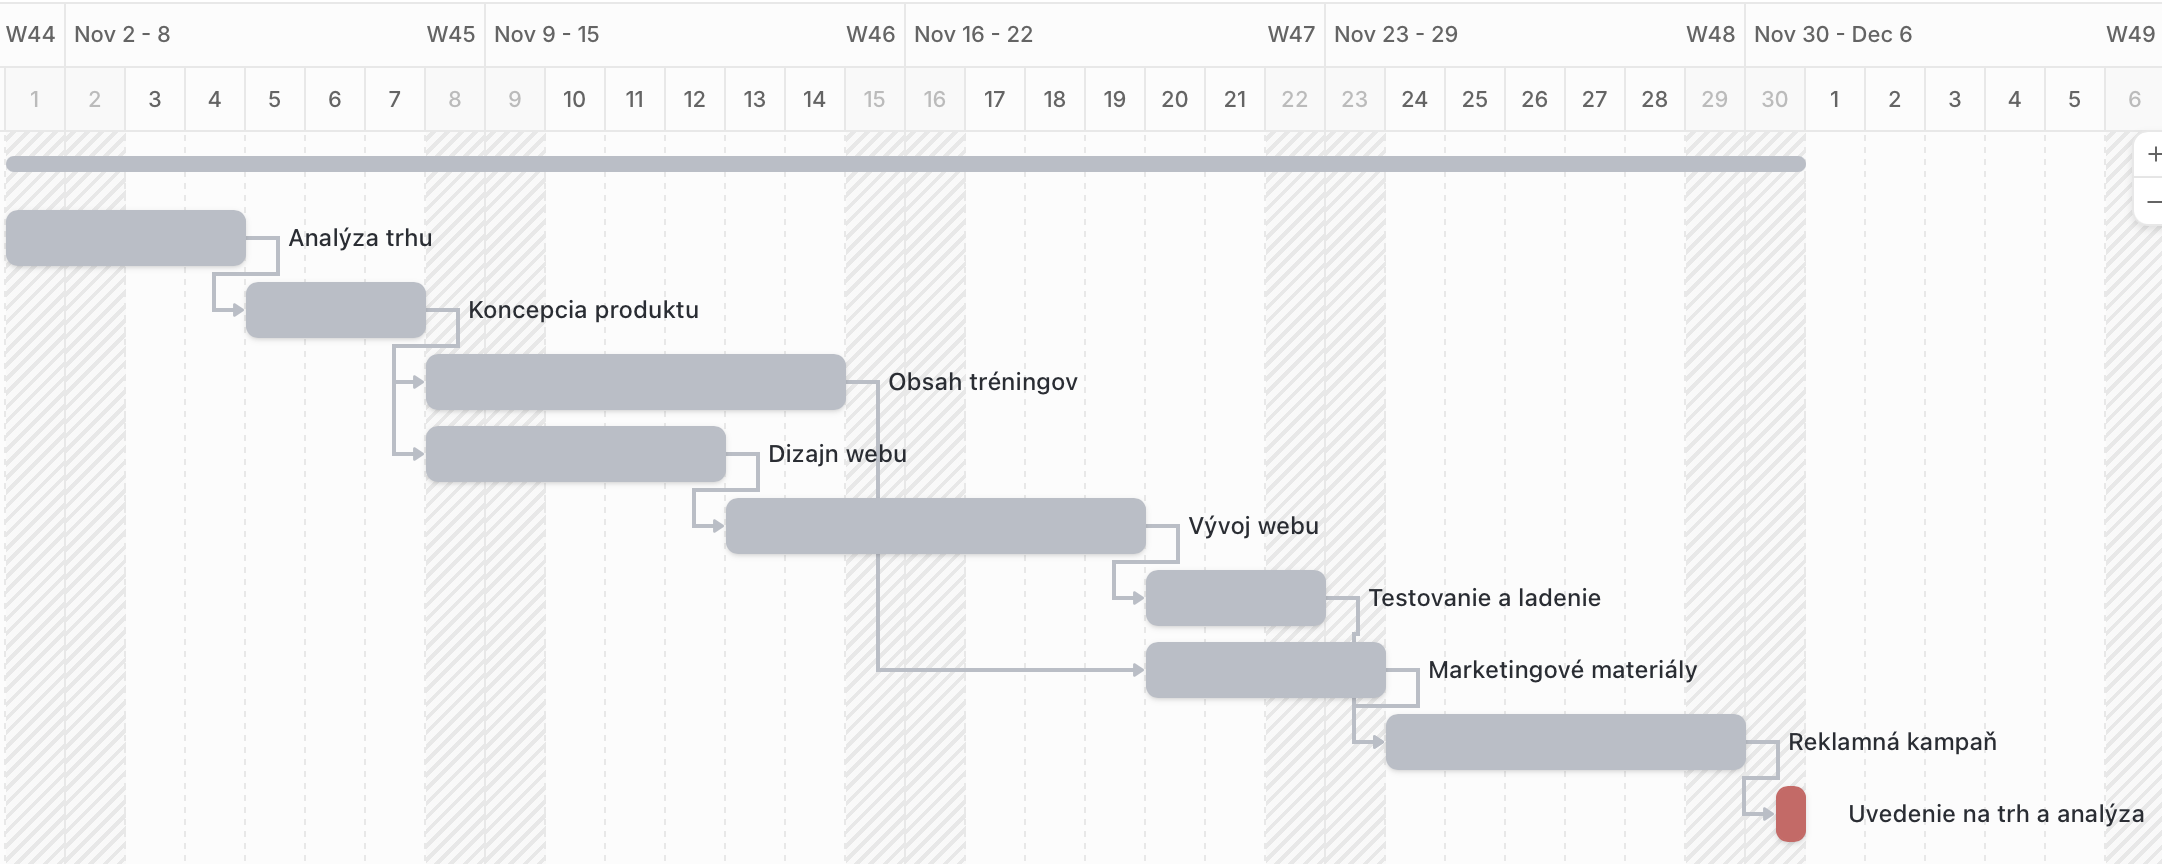 W44 Nov 2 - 8 W45 Nov 9 - 15 W46 Nov 16 - 22 W47 Nov 23 - 29 W48 Nov 30 - Dec 6 W49
1 2 3 4 5 6 7 8 9 10 11 12 13 14 15 16 17 18 19 20 21 22 23 24 25 26 27 28 29 30 1 2 3 4 5 6
+
−
Analýza trhu
Koncepcia produktu
Obsah tréningov
Dizajn webu
Vývoj webu
Testovanie a ladenie
Marketingové materiály
Reklamná kampaň
Uvedenie na trh a analýza